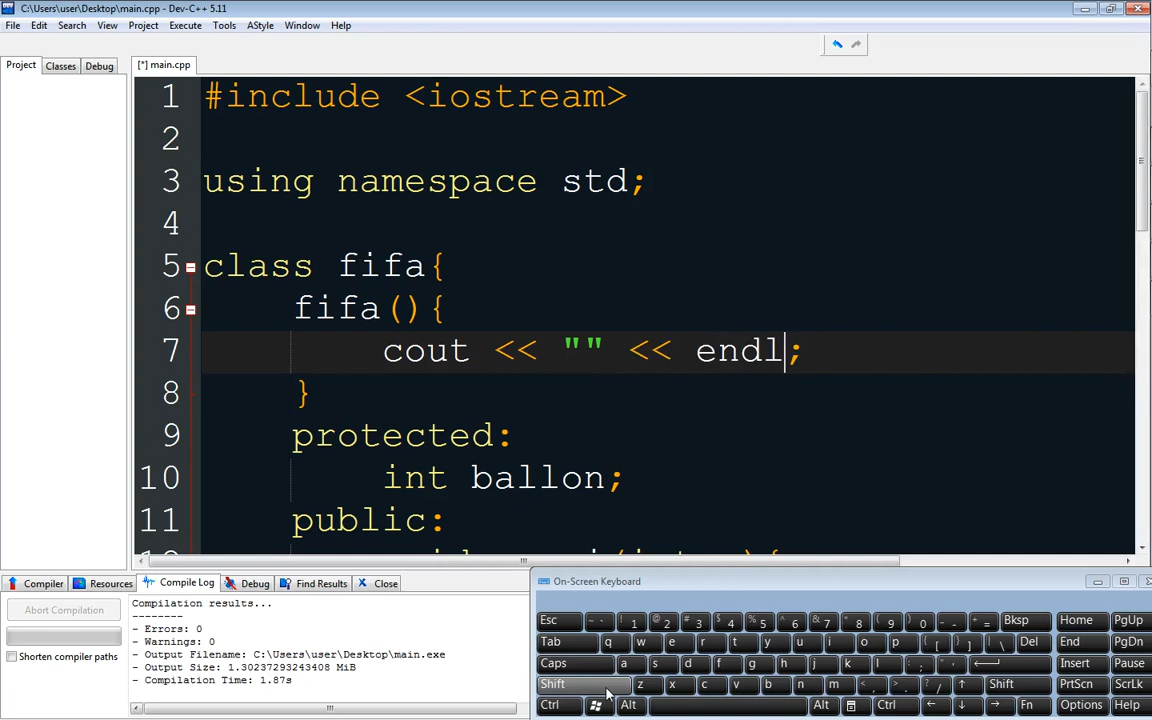 C:\Users\user\Desktop\main.cpp - Dev-C++ 5.11
File Edit Search View Project Execute Tools AStyle Window Help
Project Classes Debug [*] main.cpp
1 #include <iostream>
2
3 using namespace std;
4
5 class fifa{
6 fifa(){
7 cout << "" << endl;
8 }
9 protected:
10 int ballon;
11 public:
Compiler Resources Compile Log Debug Find Results Close
Abort Compilation
Shorten compiler paths
Compilation results...
--------
- Errors: 0
- Warnings: 0
- Output Filename: C:\Users\user\Desktop\main.exe
- Output Size: 1.30237293243408 MiB
- Compilation Time: 1.87s
On-Screen Keyboard
Esc ~ ` ! 1 @ 2 # 3 $ 4 % 5 ^ 6 & 7 * 8 ( 9 ) 0 _ - + = Bksp Home PgUp
Tab q w e r t y u i o p { [ } ] | \ Del End PgDn
Caps a s d f g h j k l : ; " ' Insert Pause
Shift z x c v b n m < , > . ? / ↑ Shift PrtScn ScrLk
Ctrl Alt Alt Ctrl ← ↓ → Fn Options Help